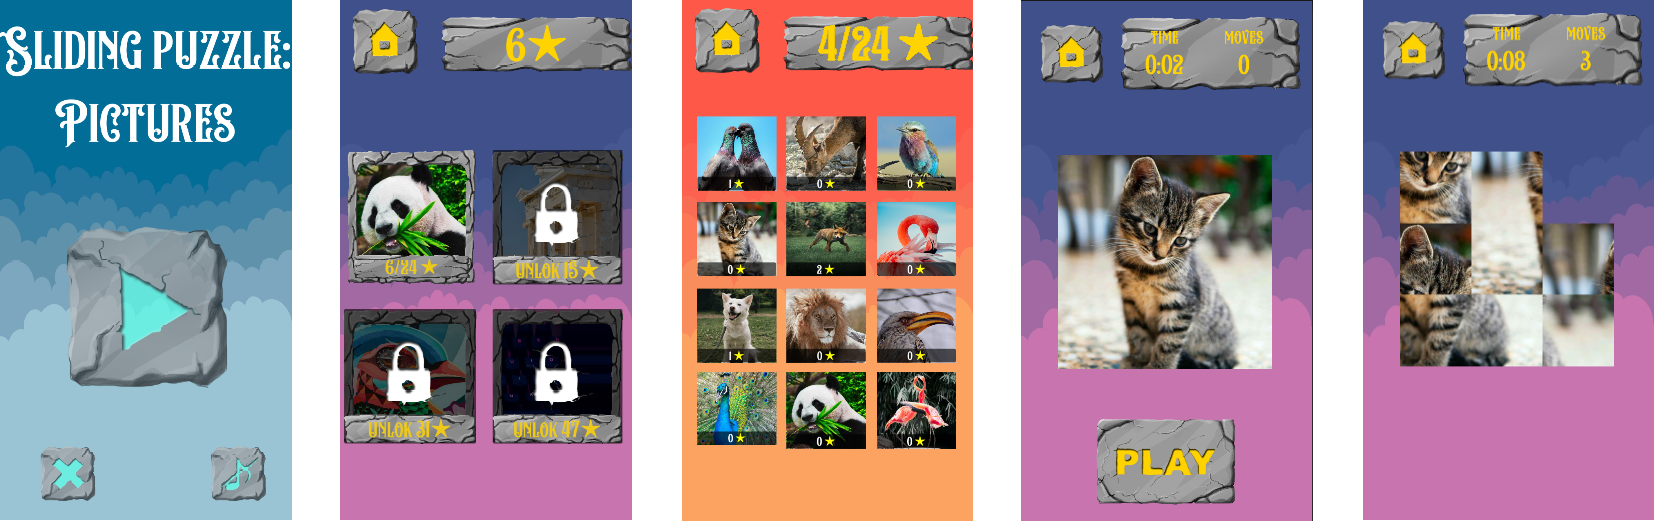 SLIDING PUZZLE:
PICTURES
6
6/24
UNLOK 13
UNLOK 31
UNLOK 47
4/24
1 0 0
0 2 0
1 0 0
0 0 0
TIME MOVES
0:02 0
PLAY
TIME MOVES
0:08 3